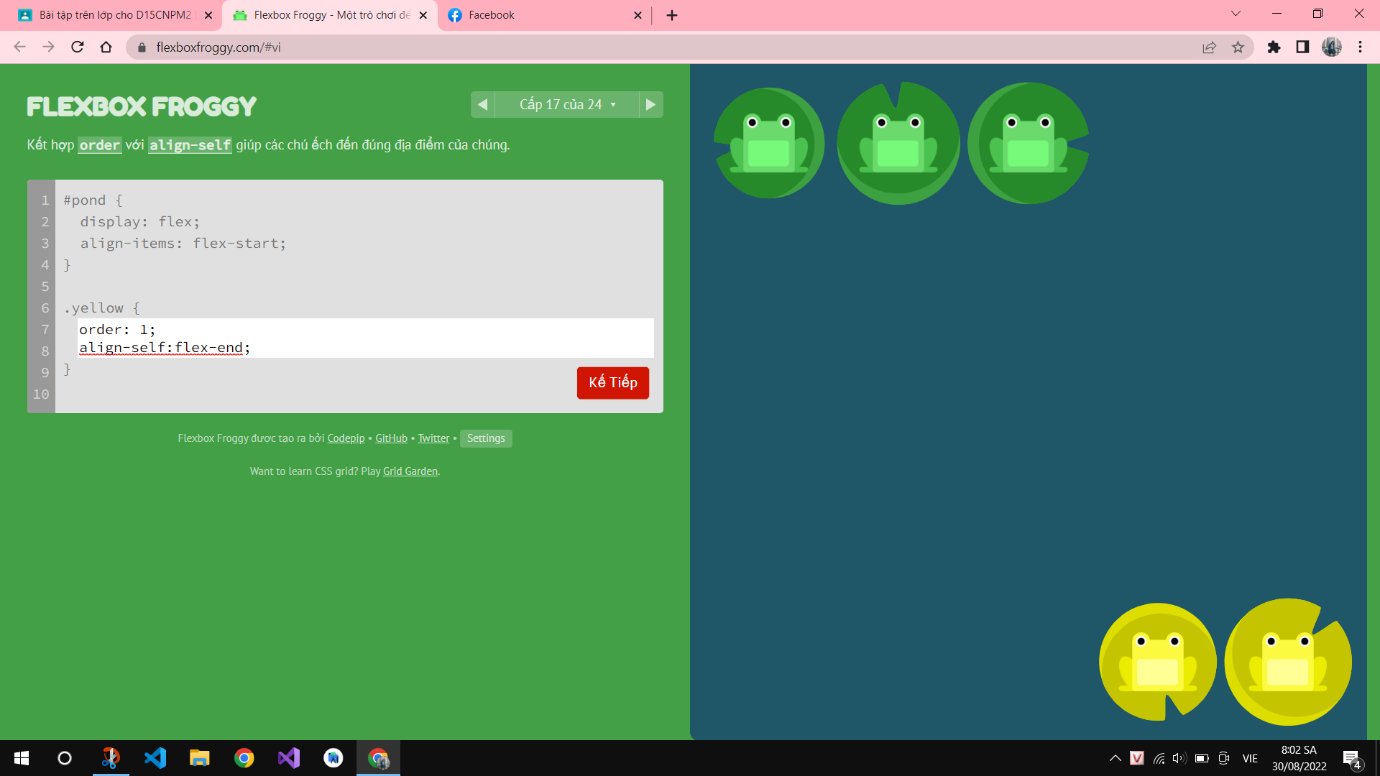 Bài tập trên lớp cho D15CNPM2
Flexbox Froggy - Một trò chơi để
Facebook
flexboxfroggy.com/#vi
FLEXBOX FROGGY
Cấp 17 của 24
Kết hợp order với align-self giúp các chú ếch đến đúng địa điểm của chúng.
1 #pond {
2 display: flex;
3 align-items: flex-start;
4 }
5
6 .yellow {
7 order: 1;
8 align-self:flex-end;
9 }
10
Kế Tiếp
Flexbox Froggy được tạo ra bởi Codepip • GitHub • Twitter • Settings
Want to learn CSS grid? Play Grid Garden.
VIE
8:02 SA
30/08/2022
4